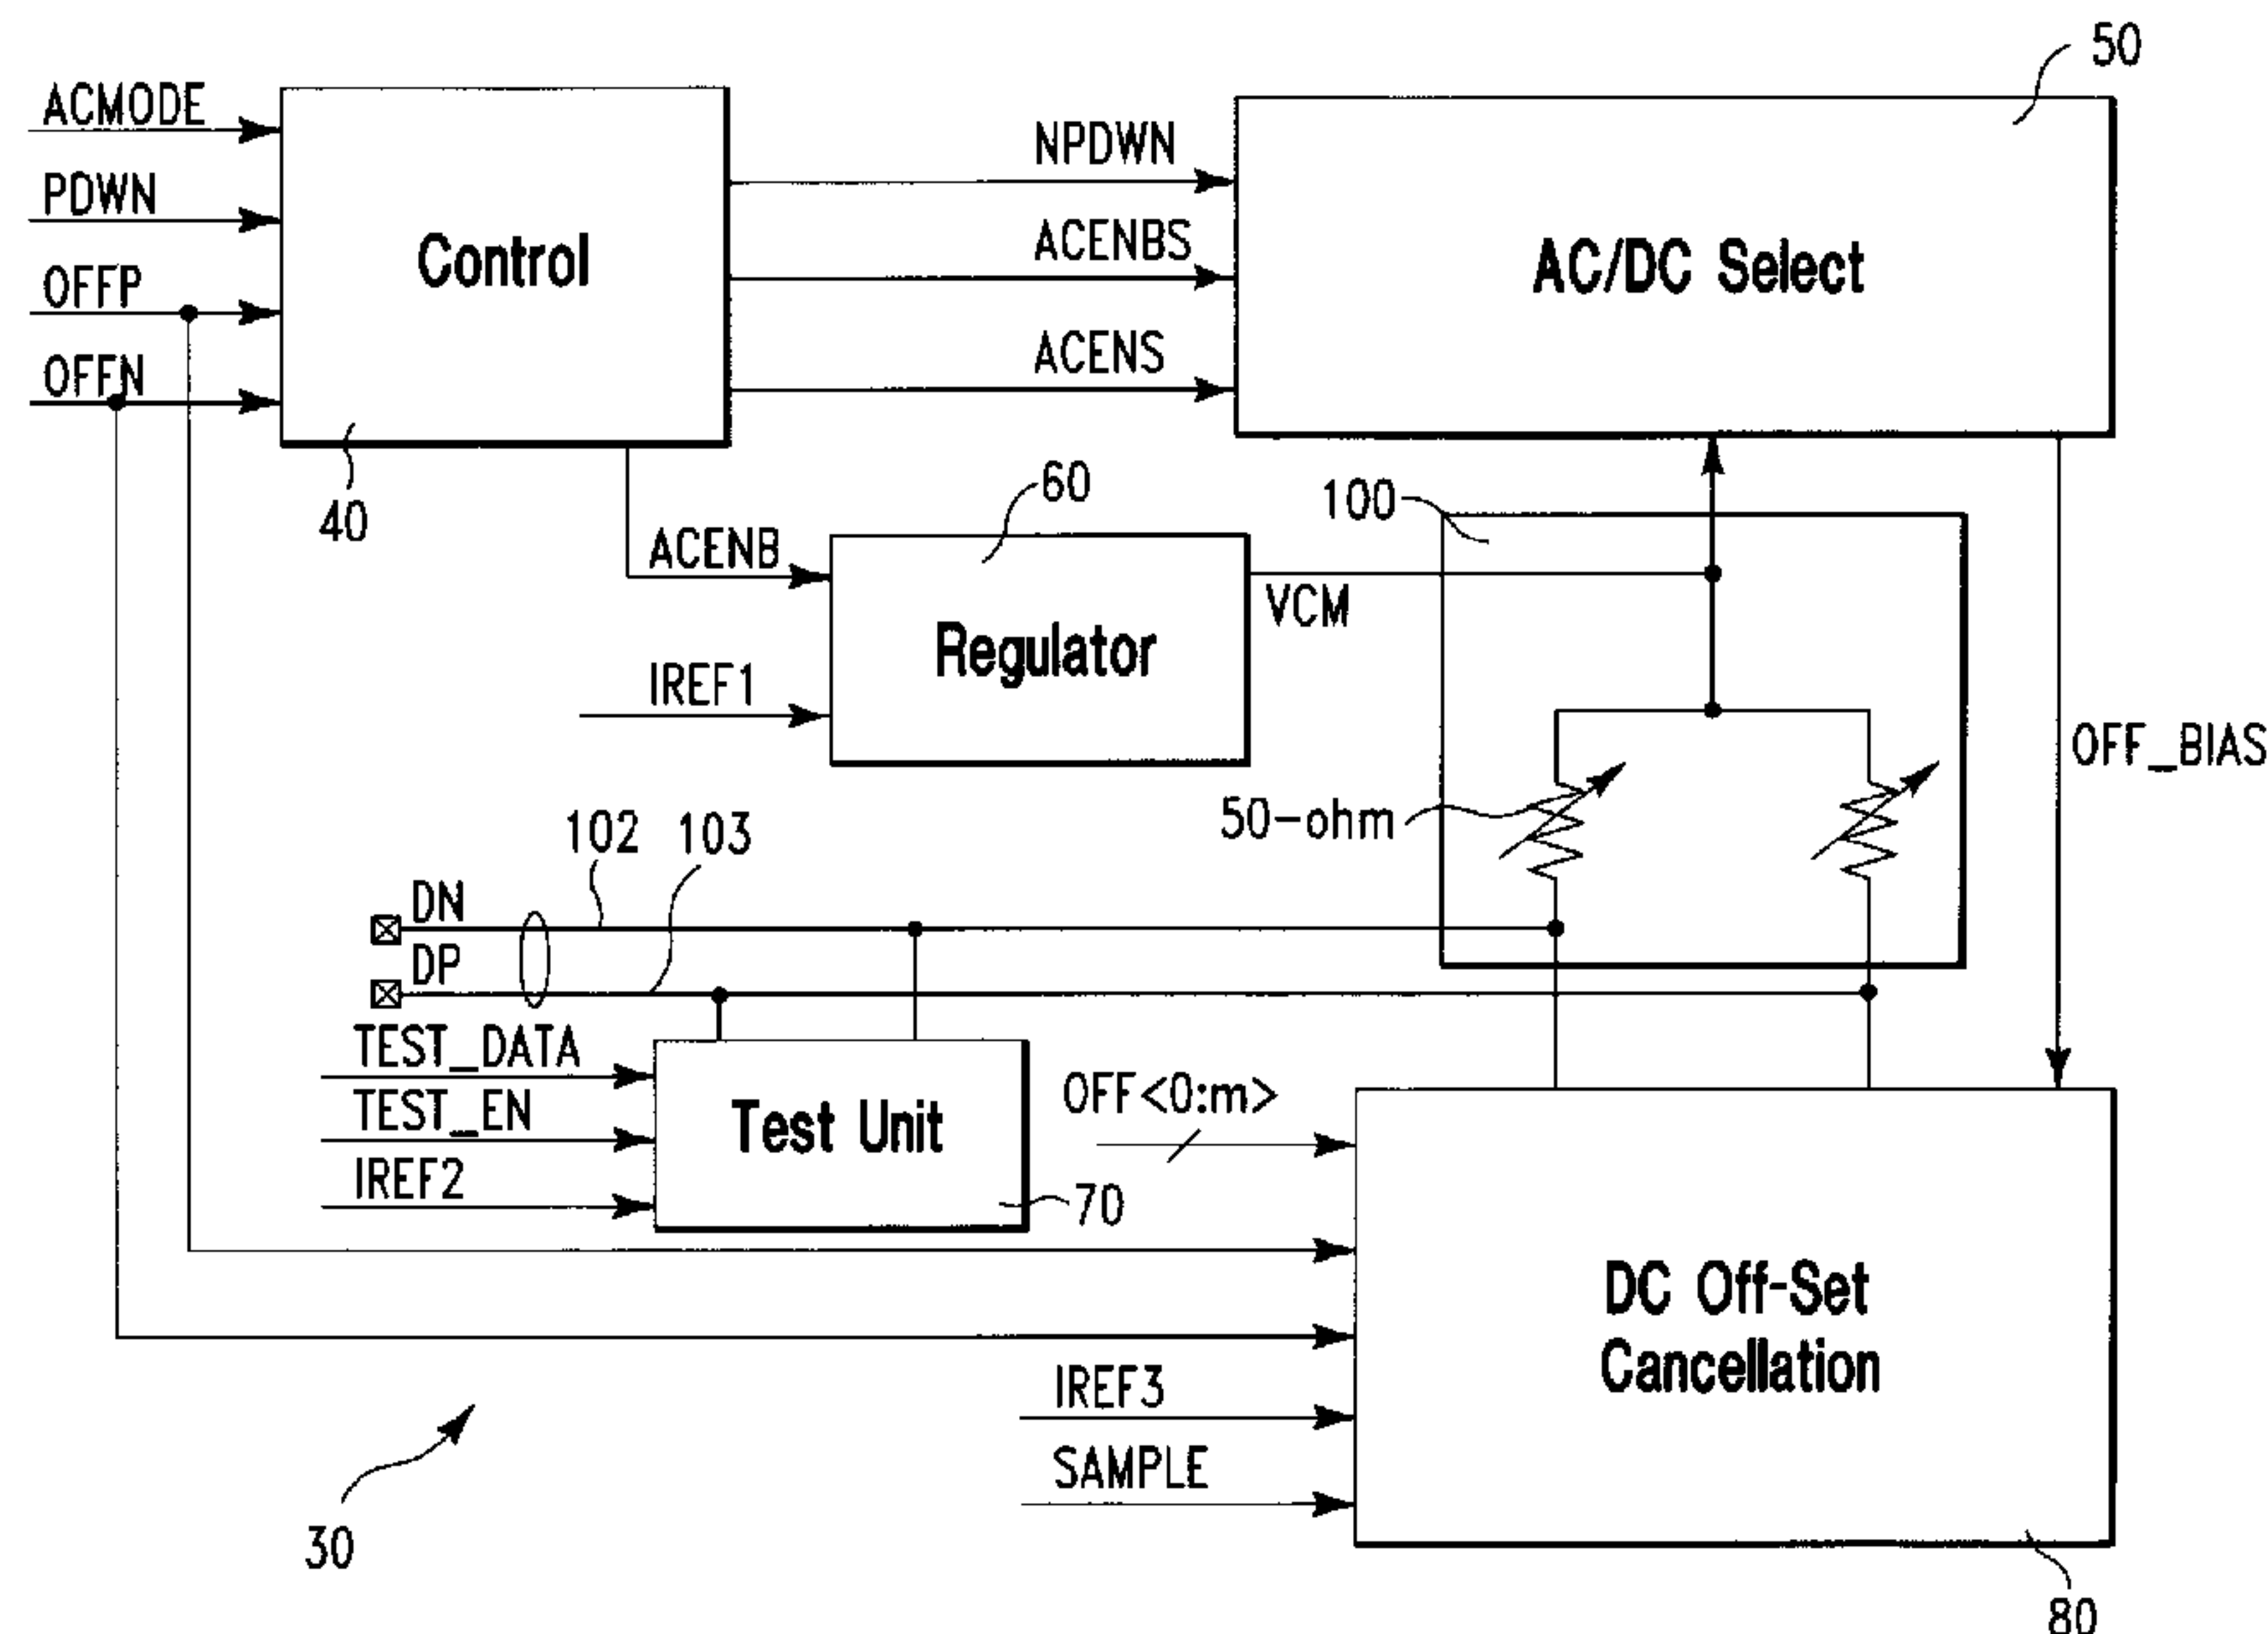 50
ACMODE
PDWN
OFFP
OFFN
Control
40
NPDWN
ACENBS
ACENS
AC/DC Select
ACENB
IREF1
60
Regulator
VCM
100
50-ohm
OFF_BIAS
102
103
DN
DP
TEST_DATA
TEST_EN
IREF2
Test Unit
70
OFF<0:m>
IREF3
SAMPLE
DC Off-Set
Cancellation
80
30